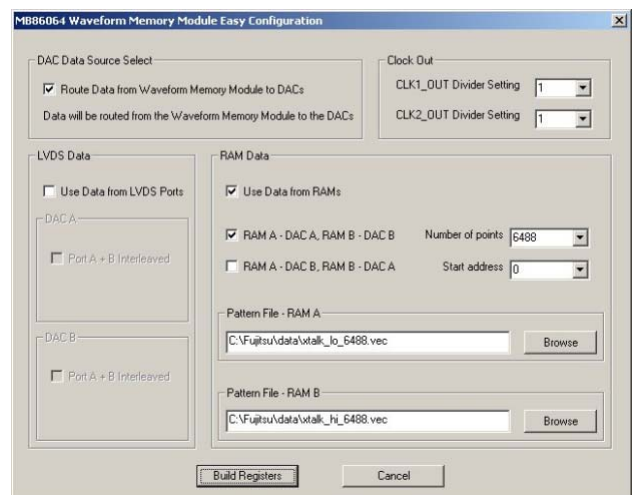 MB86064 Waveform Memory Module Easy Configuration
DAC Data Source Select
Route Data from Waveform Memory Module to DACs
Data will be routed from the Waveform Memory Module to the DACs
Clock Out
CLK1_OUT Divider Setting 1
CLK2_OUT Divider Setting 1
LVDS Data
Use Data from LVDS Ports
DAC A
Port A + B Interleaved
DAC B
Port A + B Interleaved
RAM Data
Use Data from RAMs
RAM A - DAC A, RAM B - DAC B
Number of points 6488
RAM A - DAC B, RAM B - DAC A
Start address 0
Pattern File - RAM A
C:\Fujitsu\data\xtalk_lo_6488.vec
Browse
Pattern File - RAM B
C:\Fujitsu\data\xtalk_hi_6488.vec
Browse
Build Registers
Cancel